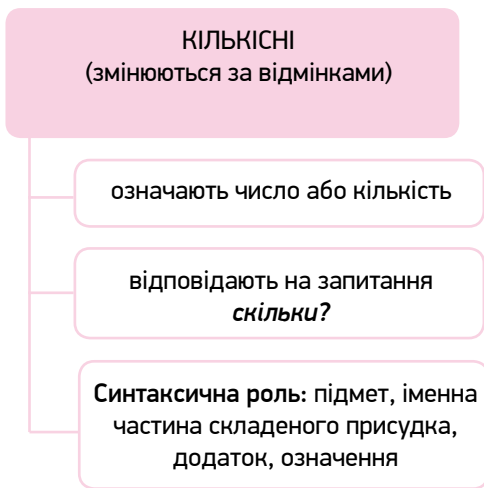 КІЛЬКІСНІ
(змінюються за відмінками)
означають число або кількість
відповідають на запитання
скільки?
Синтаксична роль: підмет, іменна
частина складеного присудка,
додаток, означення